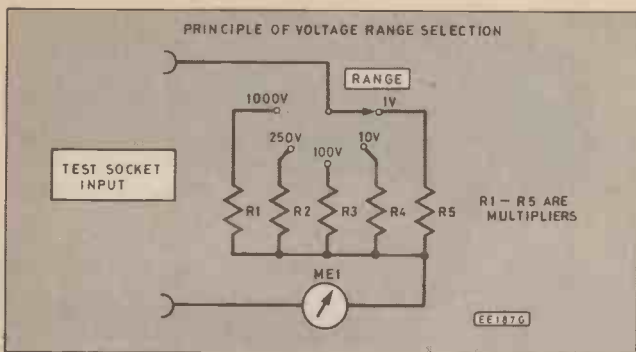 PRINCIPLE OF VOLTAGE RANGE SELECTION
RANGE
1000V
1V
250V
10V
100V
TEST SOCKET
INPUT
R1
R2
R3
R4
R5
R1 – R5 ARE
MULTIPLIERS
ME1
EE187G